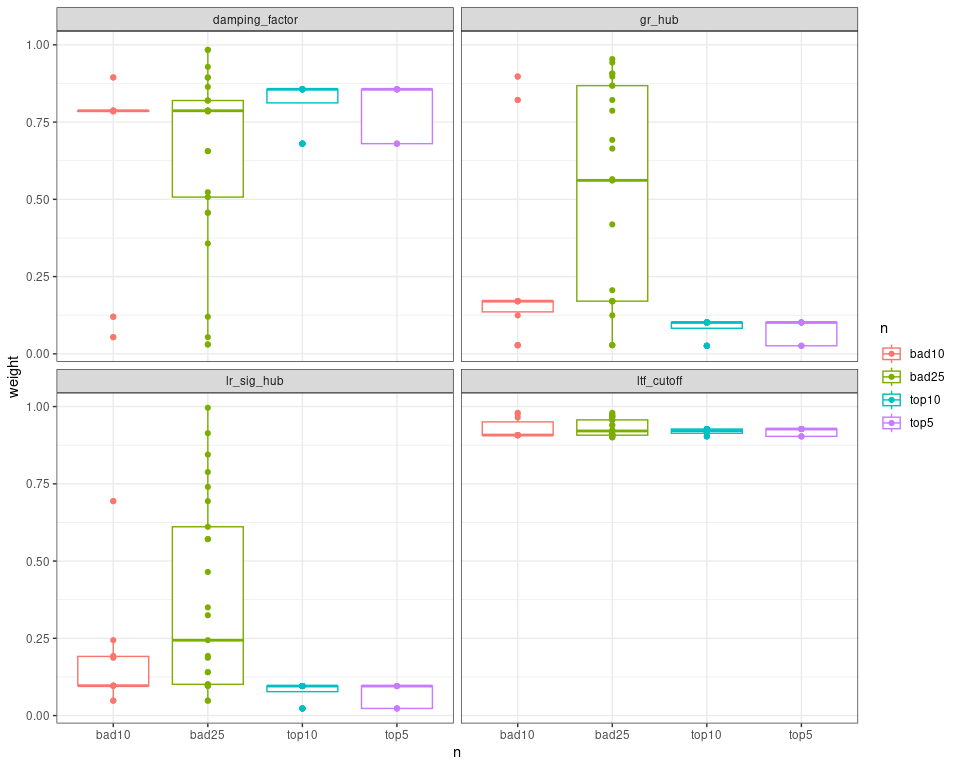 damping_factor
gr_hub
1.00
0.75
0.50
0.25
0.00
lr_sig_hub
ltf_cutoff
1.00
0.75
0.50
0.25
0.00
weight
bad10
bad25
top10
top5
bad10
bad25
top10
top5
n
n
bad10
bad25
top10
top5